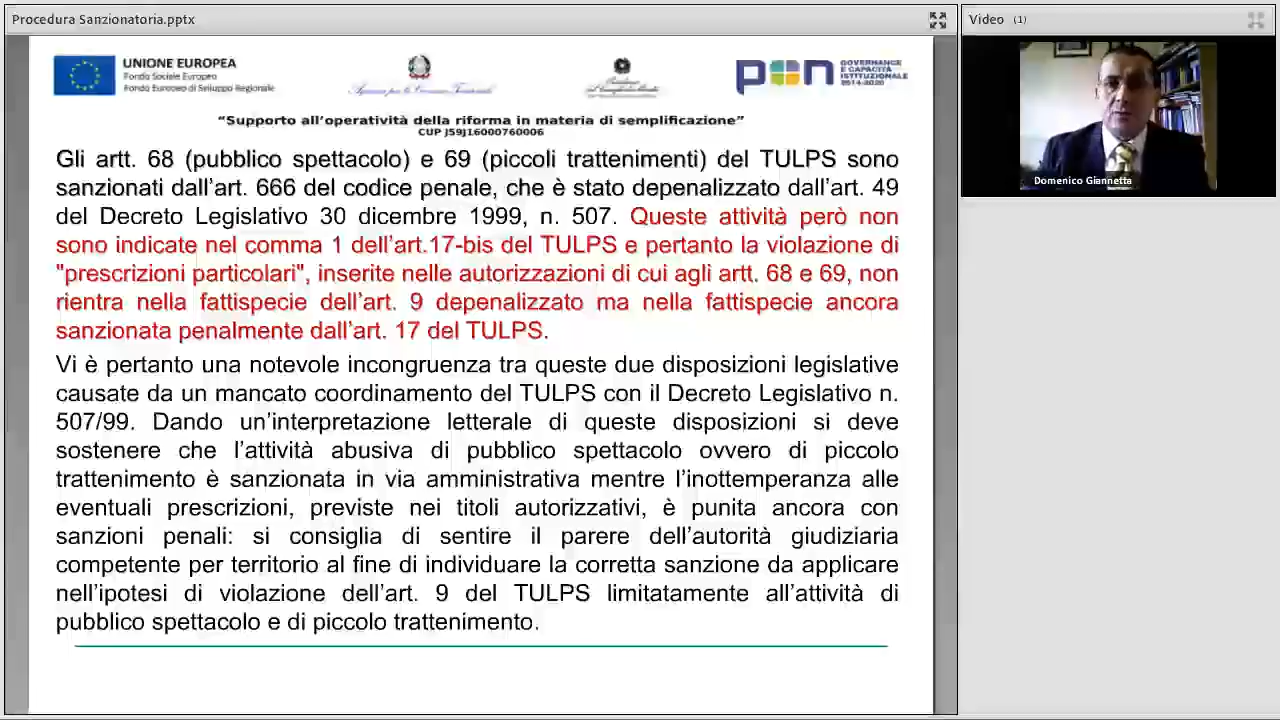 Procedura Sanzionatoria.pptx
Video (1)
UNIONE EUROPEA
Fondo Sociale Europeo
Fondo Europeo di Sviluppo Regionale
pon
GOVERNANCE
E CAPACITÀ
ISTITUZIONALE
2014-2020
“Supporto all’operatività della riforma in materia di semplificazione”
CUP J59J16000760006
Gli artt. 68 (pubblico spettacolo) e 69 (piccoli trattenimenti) del TULPS sono
sanzionati dall’art. 666 del codice penale, che è stato depenalizzato dall’art. 49
del Decreto Legislativo 30 dicembre 1999, n. 507. Queste attività però non
sono indicate nel comma 1 dell’art.17-bis del TULPS e pertanto la violazione di
"prescrizioni particolari", inserite nelle autorizzazioni di cui agli artt. 68 e 69, non
rientra nella fattispecie dell’art. 9 depenalizzato ma nella fattispecie ancora
sanzionata penalmente dall’art. 17 del TULPS.
Vi è pertanto una notevole incongruenza tra queste due disposizioni legislative
causate da un mancato coordinamento del TULPS con il Decreto Legislativo n.
507/99. Dando un’interpretazione letterale di queste disposizioni si deve
sostenere che l’attività abusiva di pubblico spettacolo ovvero di piccolo
trattenimento è sanzionata in via amministrativa mentre l’inottemperanza alle
eventuali prescrizioni, previste nei titoli autorizzativi, è punita ancora con
sanzioni penali: si consiglia di sentire il parere dell’autorità giudiziaria
competente per territorio al fine di individuare la corretta sanzione da applicare
nell’ipotesi di violazione dell’art. 9 del TULPS limitatamente all’attività di
pubblico spettacolo e di piccolo trattenimento.
Domenico Giannetta